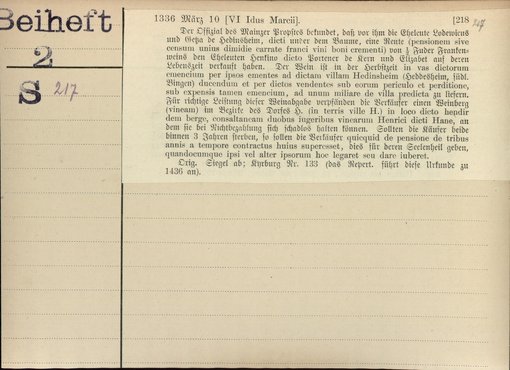 Beiheft
2
S 217
1336 März 10 [VI Idus Marcii]. [218 217
Der Offizial des Mainzer Propstes bekundet, daß vor ihm die Eheleute Lodewicus
und Getza de Hedinsheim, dicti under dem Baume, eine Rente (pensionem sive
censum unius dimidie carrate franci vini boni crementi) von ½ Fuder Franken-
weins den Eheleuten Henkino dicto Portener de Kern und Elizabet auf deren
Lebenszeit verkauft haben. Der Wein ist in der Herbstzeit in vas dictorum
emencium per ipsos ementes ad dictam villam Hedinsheim (Heddesheim, südl.
Bingen) ducendum et per dictos vendentes sub eorum periculo et perditione,
sub expensis tamen emencium, ad unum miliare de villa predicta zu liefern.
Für richtige Leistung dieser Weinabgabe verpfänden die Verkäufer einen Weinberg
(vineam) im Bezirke des Dorfes H. (in terris ville H.) in loco dicto hendir
dem berge, consultaneam duobus iugeribus vinearum Henrici dicti Hane, an
dem sie bei Nichtbezahlung sich schadlos halten können. Sollten die Käufer beide
binnen 3 Jahren sterben, so sollen die Verkäufer quicquid de pensione de tribus
annis a tempore contractus huius superesset, dies für deren Seelenheil geben,
quandocumque ipsi vel alter ipsorum hoc legaret seu dare iuberet.
Orig. Siegel ab; Kyrburg Nr. 133 (das Repert. führt diese Urkunde zu
1436 an).